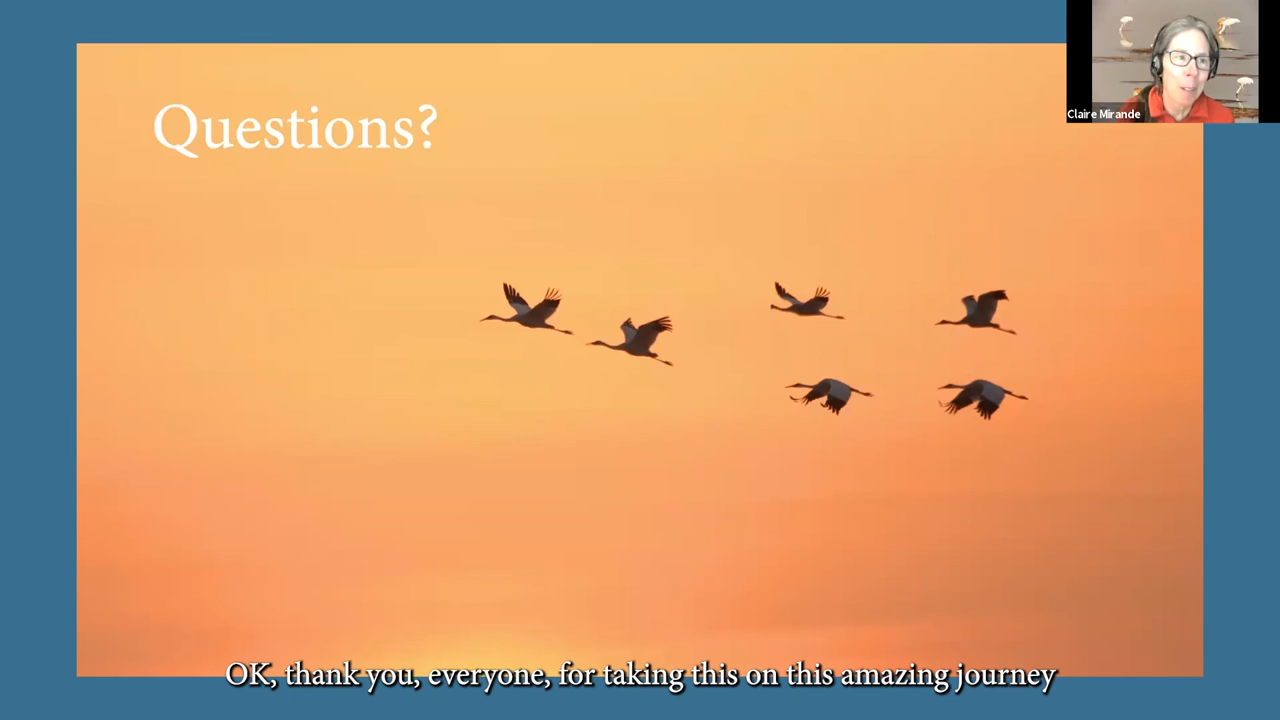 Questions?
Claire Mirande
OK, thank you, everyone, for taking this on this amazing journey